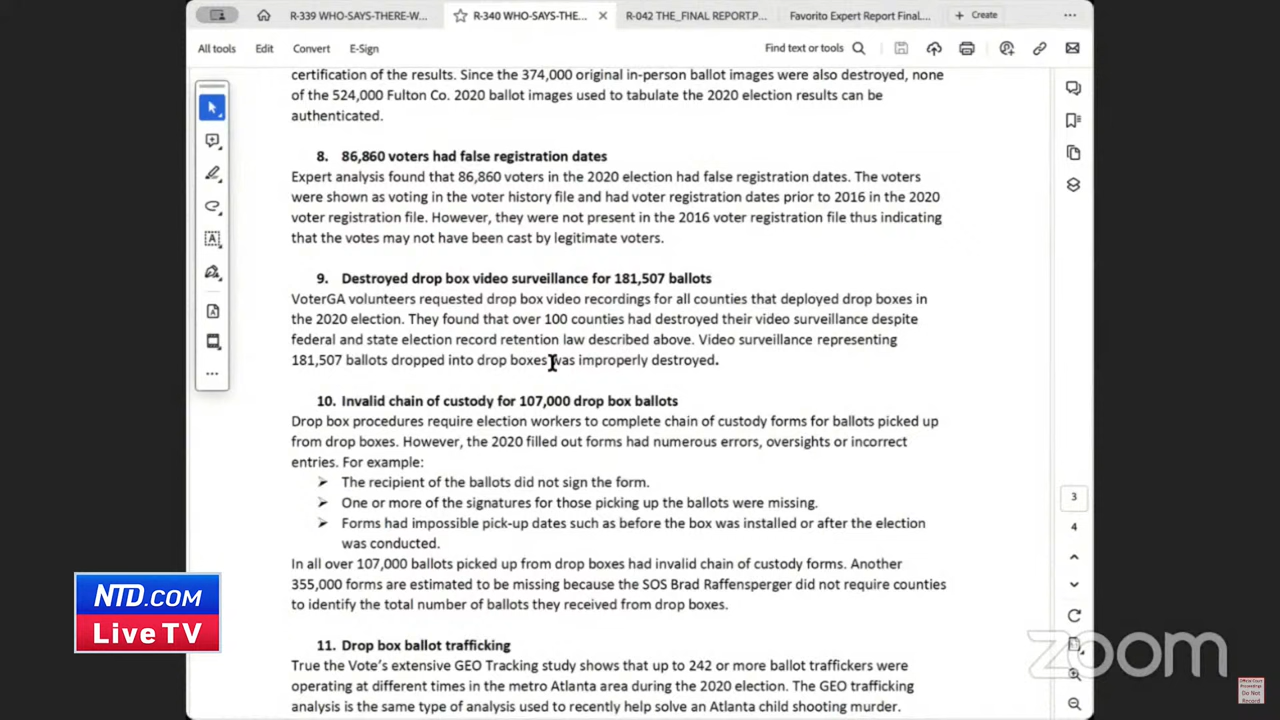 R-339 WHO-SAYS-THERE-W...
R-340 WHO-SAYS-THE...
R-042 THE_FINAL REPORT.P...
Favorito Expert Report Final....
+ Create
All tools
Edit
Convert
E-Sign
Find text or tools
certification of the results. Since the 374,000 original in-person ballot images were also destroyed, none
of the 524,000 Fulton Co. 2020 ballot images used to tabulate the 2020 election results can be
authenticated.
8. 86,860 voters had false registration dates
Expert analysis found that 86,860 voters in the 2020 election had false registration dates. The voters
were shown as voting in the voter history file and had voter registration dates prior to 2016 in the 2020
voter registration file. However, they were not present in the 2016 voter registration file thus indicating
that the votes may not have been cast by legitimate voters.
9. Destroyed drop box video surveillance for 181,507 ballots
VoterGA volunteers requested drop box video recordings for all counties that deployed drop boxes in
the 2020 election. They found that over 100 counties had destroyed their video surveillance despite
federal and state election record retention law described above. Video surveillance representing
181,507 ballots dropped into drop boxes was improperly destroyed.
10. Invalid chain of custody for 107,000 drop box ballots
Drop box procedures require election workers to complete chain of custody forms for ballots picked up
from drop boxes. However, the 2020 filled out forms had numerous errors, oversights or incorrect
entries. For example:
The recipient of the ballots did not sign the form.
One or more of the signatures for those picking up the ballots were missing.
Forms had impossible pick-up dates such as before the box was installed or after the election
was conducted.
In all over 107,000 ballots picked up from drop boxes had invalid chain of custody forms. Another
355,000 forms are estimated to be missing because the SOS Brad Raffensperger did not require counties
to identify the total number of ballots they received from drop boxes.
11. Drop box ballot trafficking
True the Vote's extensive GEO Tracking study shows that up to 242 or more ballot traffickers were
operating at different times in the metro Atlanta area during the 2020 election. The GEO trafficking
analysis is the same type of analysis used to recently help solve an Atlanta child shooting murder.
3
4
NTD.COM
Live TV
zoom
Do Not
Record